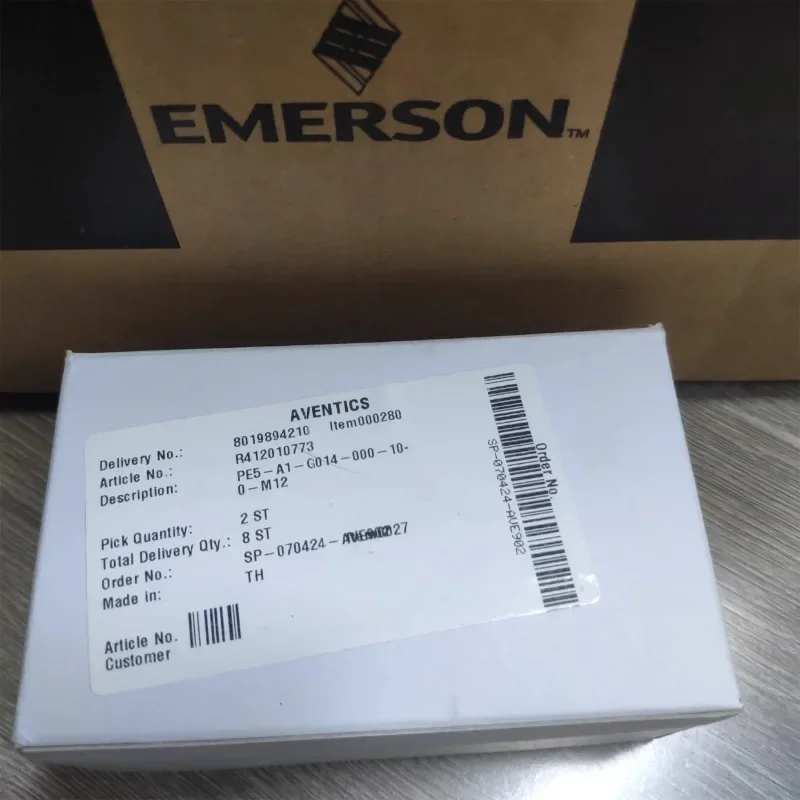 EMERSON™
AVENTICS
Delivery No.: 8019894210 Item000280
Article No.: R412010773
Description: PE5-A1-G014-000-10-
0-M12
Pick Quantity: 2 ST
Total Delivery Qty.: 8 ST
Order No.: SP-070424-
Made in: TH
Article No.
Customer
Order No.
SP-070424-AVE902